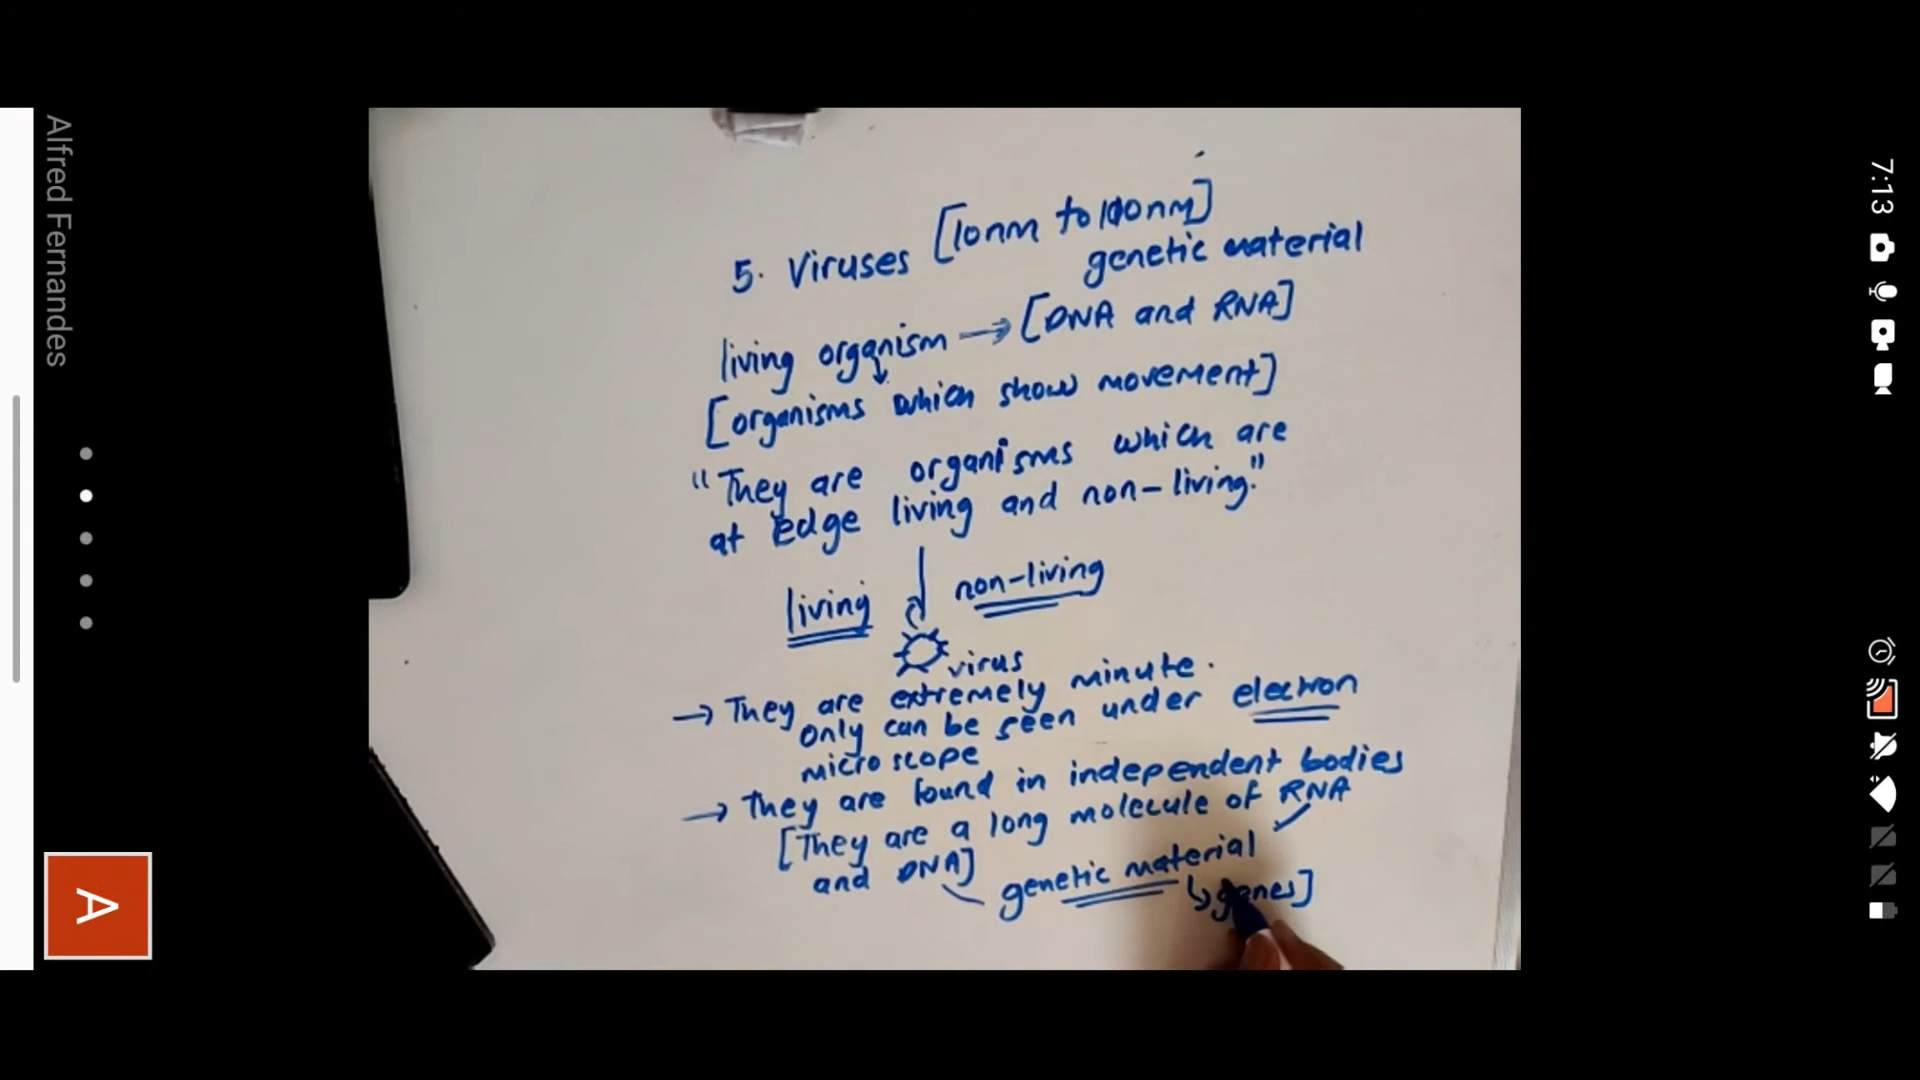 Alfred Fernandes
7:13
5. Viruses [10nm to 100nm]
genetic material
living organism → [DNA and RNA]
[organisms which show movement]
"They are organisms which are
at edge living and non-living."
living non-living
virus
→ They are extremely minute.
only can be seen under electron
microscope
→ They are found in independent bodies
[They are a long molecule of RNA
and DNA]
genetic material
↳ genes]
A